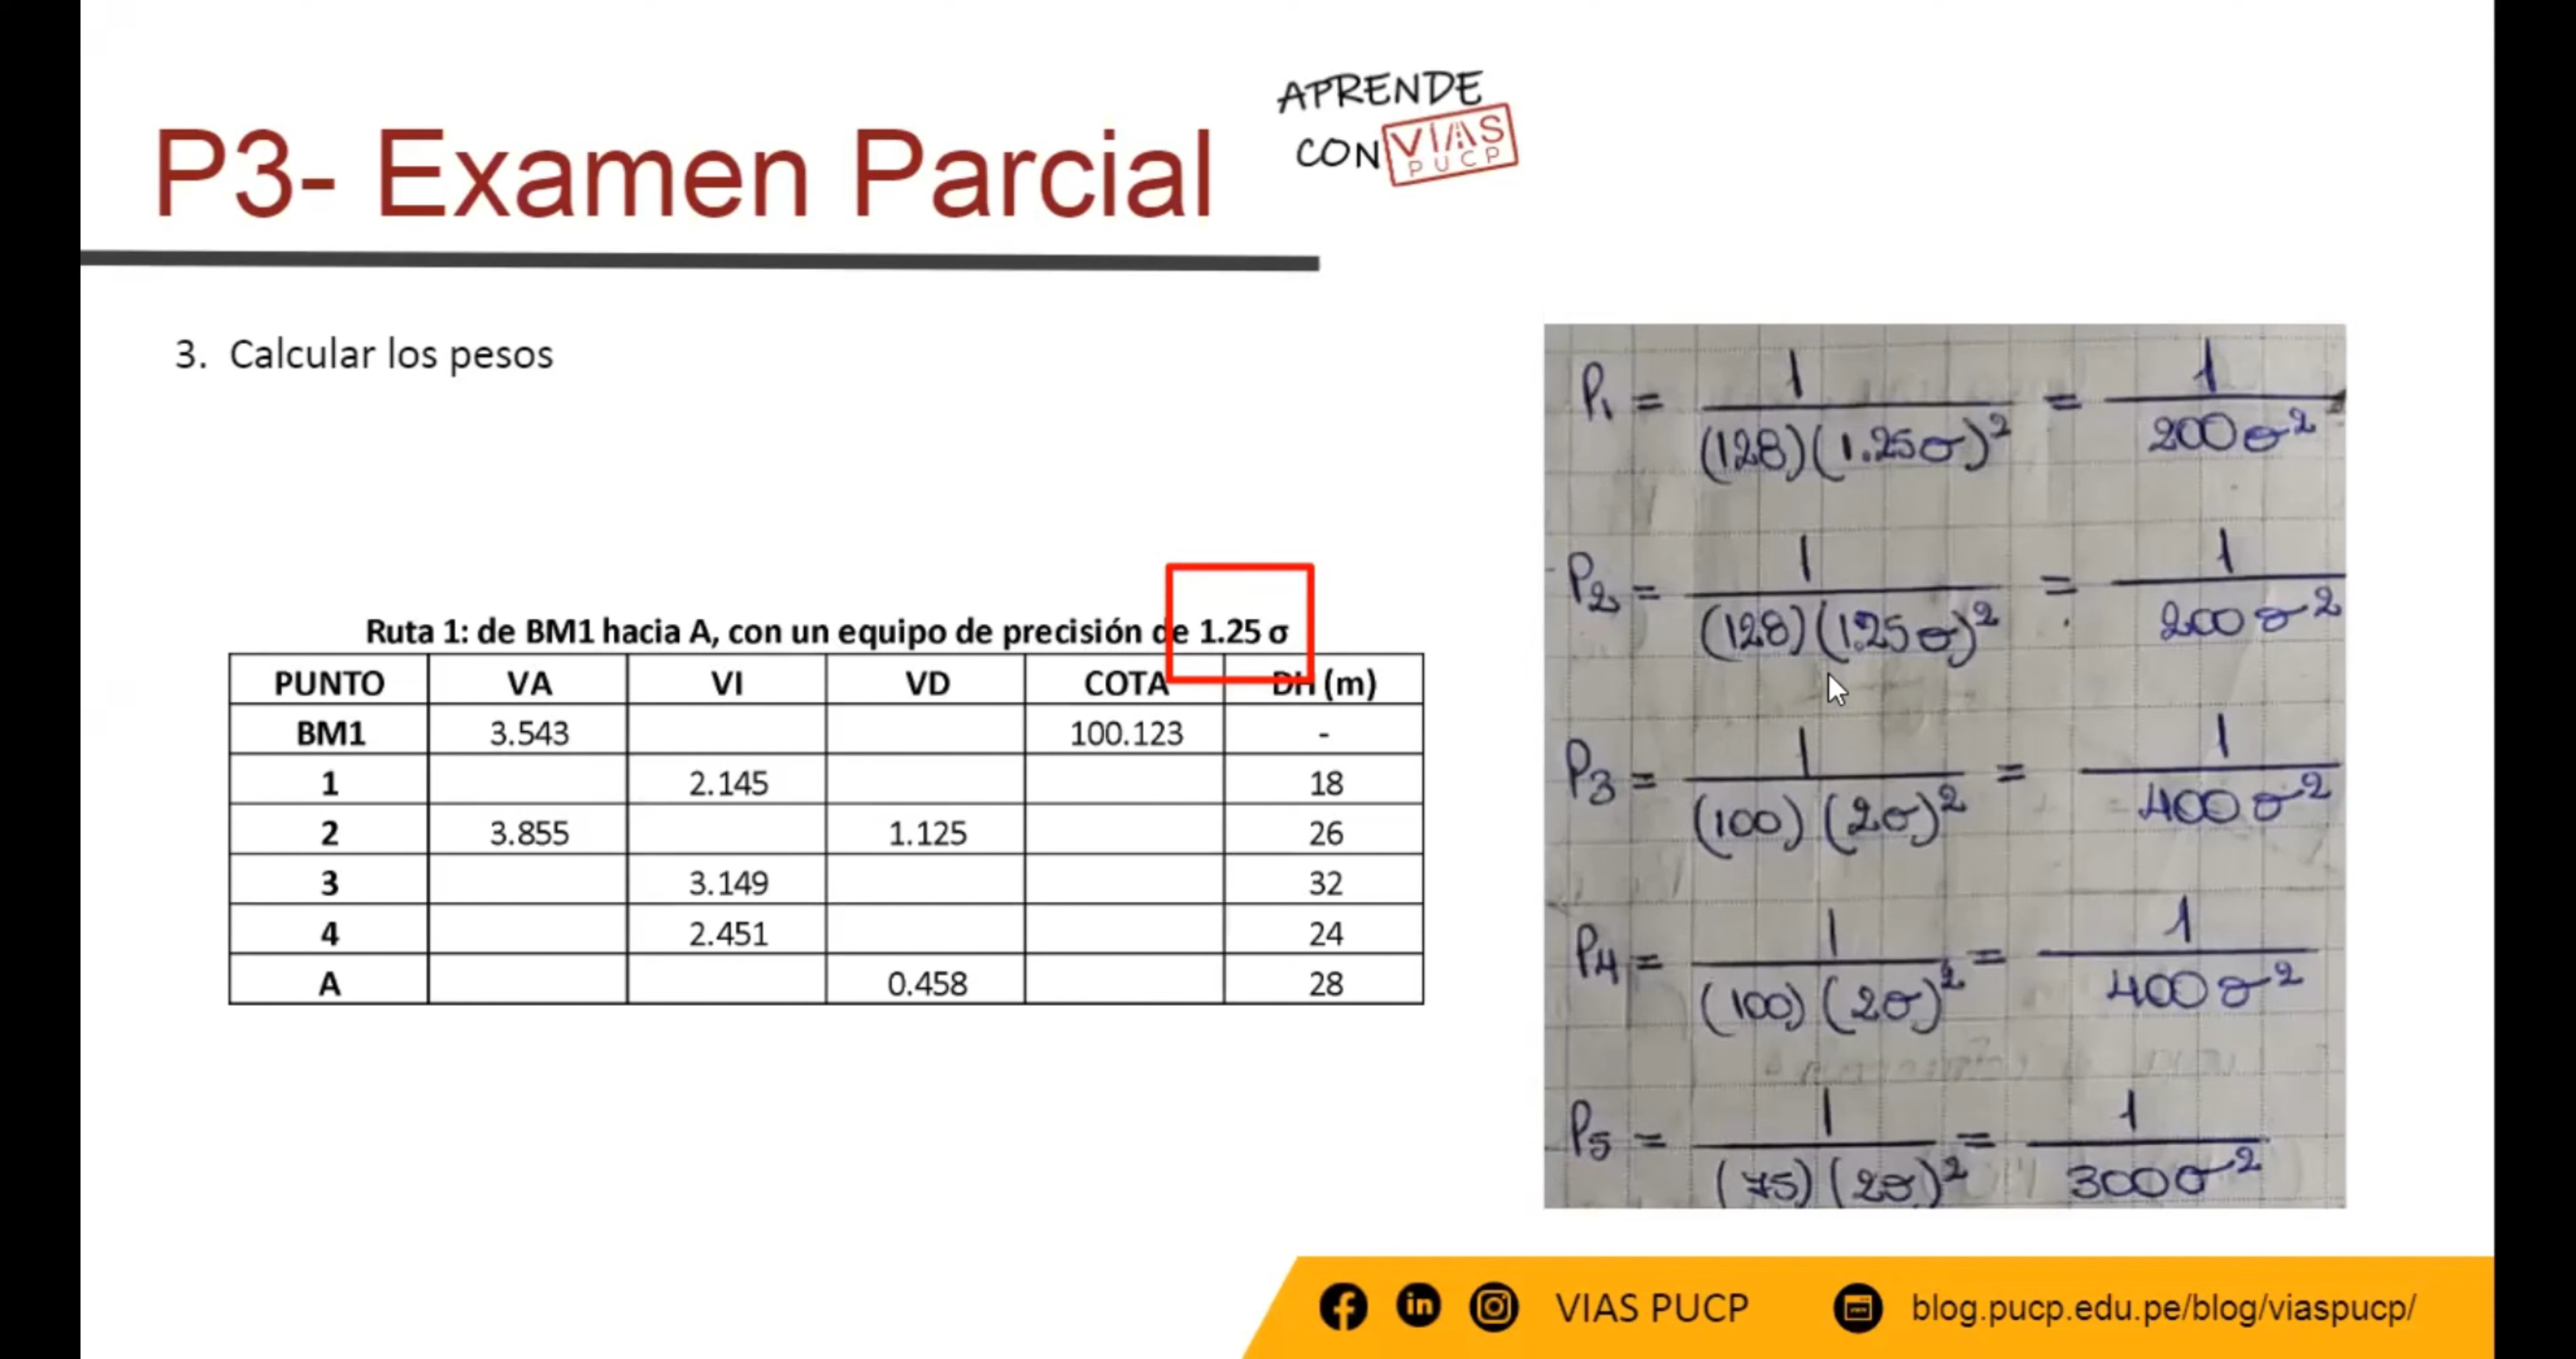 APRENDE
CON VIAS
PUCP
P3- Examen Parcial
3. Calcular los pesos
Ruta 1: de BM1 hacia A, con un equipo de precisión de 1.25 σ
PUNTO VA VI VD COTA DH (m)
BM1 3.543 100.123 -
1 2.145 18
2 3.855 1.125 26
3 3.149 32
4 2.451 24
A 0.458 28
P1 = 1 / (128)(1.25σ)² = 1 / 200σ²
P2 = 1 / (128)(1.25σ)² = 1 / 200σ²
P3 = 1 / (100)(2σ)² = 1 / 400σ²
P4 = 1 / (100)(2σ)² = 1 / 400σ²
P5 = 1 / (75)(2σ)² = 1 / 300σ²
VIAS PUCP blog.pucp.edu.pe/blog/viaspucp/